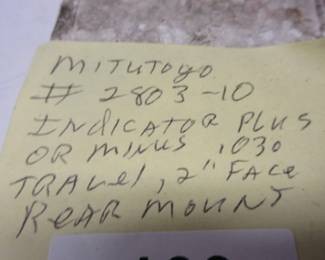 MITUTOYO
# 2803-10
INDICATOR PLUS
OR MINUS .030
TRAVEL, 2" FACE
REAR MOUNT